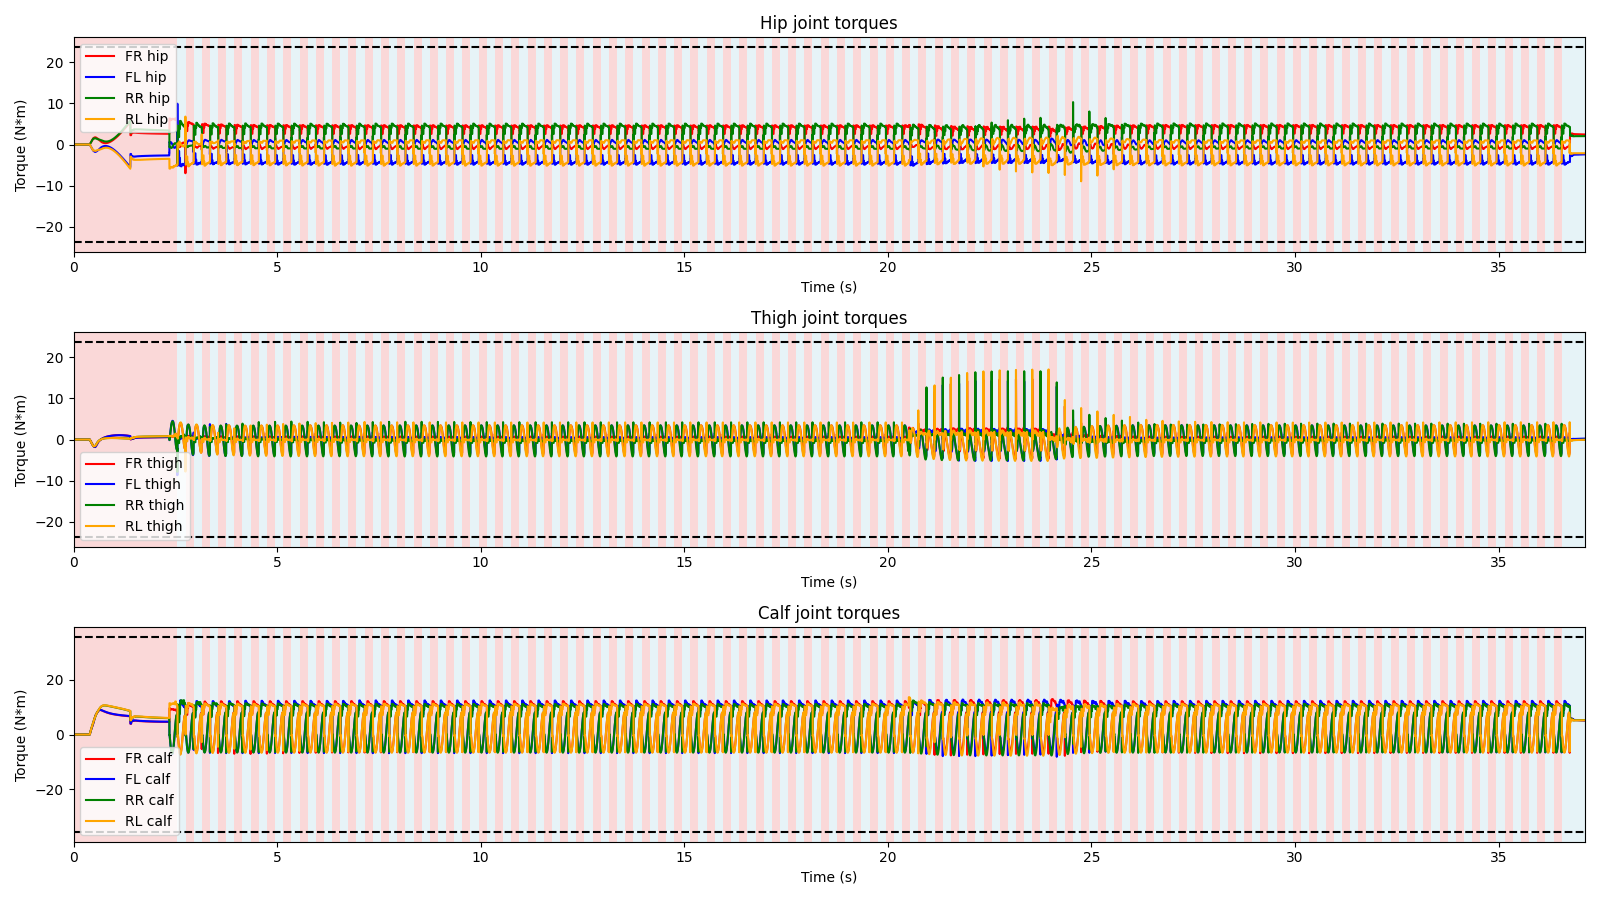 Hip joint torques
20
10
0
−10
−20
Torque (N*m)
FR hip
FL hip
RR hip
RL hip
0 5 10 15 20 25 30 35
Time (s)
Thigh joint torques
20
10
0
−10
−20
Torque (N*m)
FR thigh
FL thigh
RR thigh
RL thigh
0 5 10 15 20 25 30 35
Time (s)
Calf joint torques
20
0
−20
Torque (N*m)
FR calf
FL calf
RR calf
RL calf
0 5 10 15 20 25 30 35
Time (s)